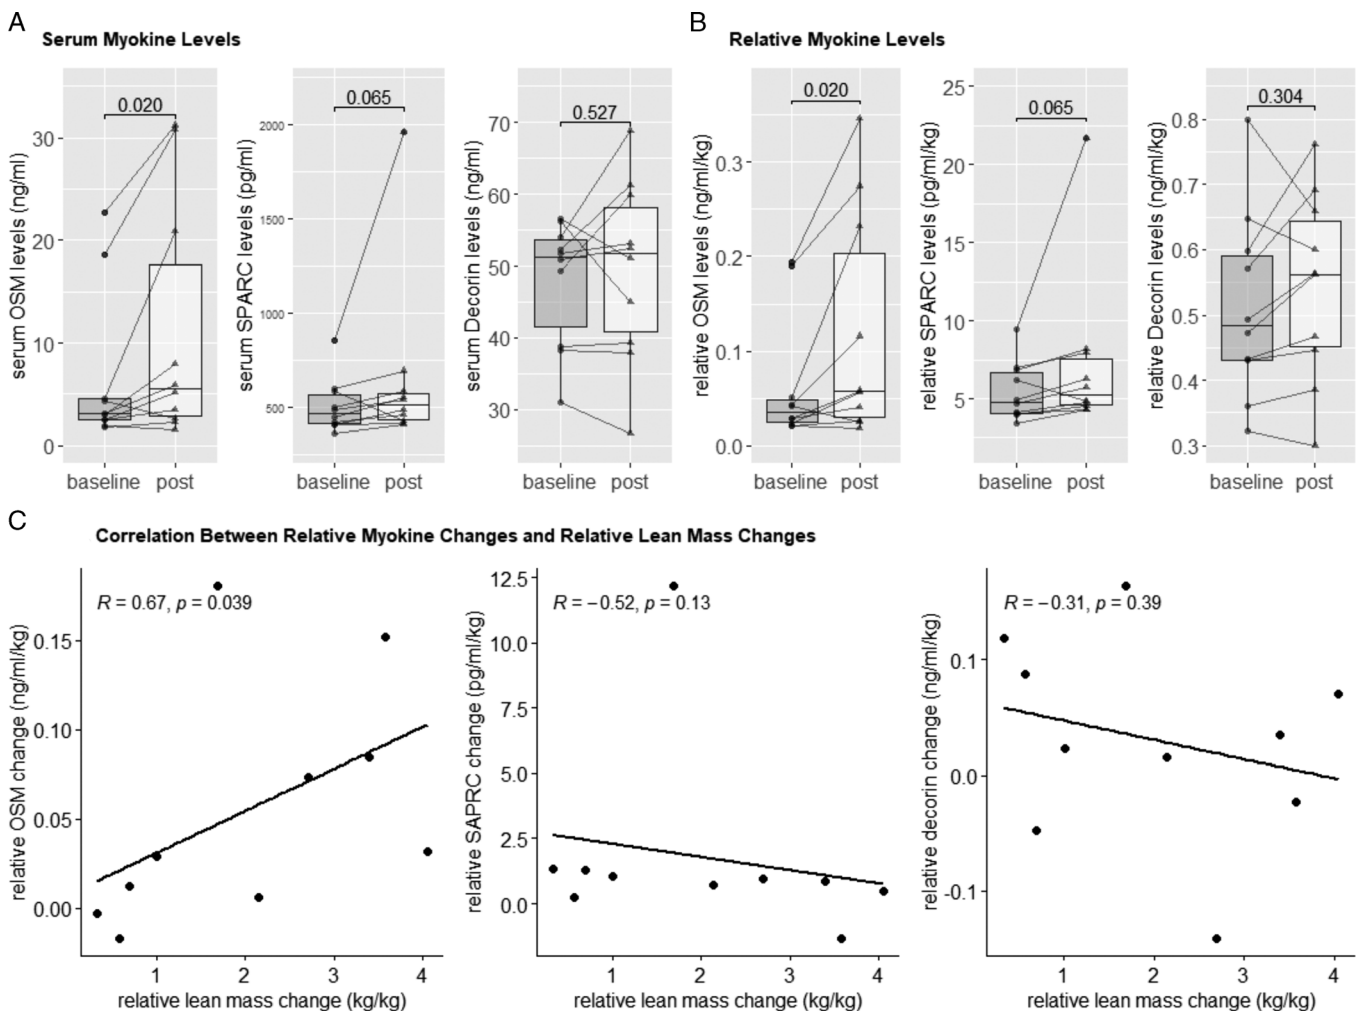 A
Serum Myokine Levels
B
Relative Myokine Levels
serum OSM levels (ng/ml)
30
20
10
0
0.020
baseline post
serum SPARC levels (pg/ml)
2000
1500
1000
500
0.065
baseline post
serum Decorin levels (ng/ml)
70
60
50
40
30
0.527
baseline post
relative OSM levels (ng/ml/kg)
0.3
0.2
0.1
0.0
0.020
baseline post
relative SPARC levels (pg/ml/kg)
25
20
15
10
5
0.065
baseline post
relative Decorin levels (ng/ml/kg)
0.8
0.7
0.6
0.5
0.4
0.3
0.304
baseline post
C
Correlation Between Relative Myokine Changes and Relative Lean Mass Changes
relative OSM change (ng/ml/kg)
0.15
0.10
0.05
0.00
R = 0.67, p = 0.039
1 2 3 4
relative lean mass change (kg/kg)
relative SAPRC change (pg/ml/kg)
12.5
10.0
7.5
5.0
2.5
0.0
R = −0.52, p = 0.13
1 2 3 4
relative lean mass change (kg/kg)
relative decorin change (ng/ml/kg)
0.1
0.0
-0.1
R = −0.31, p = 0.39
1 2 3 4
relative lean mass change (kg/kg)